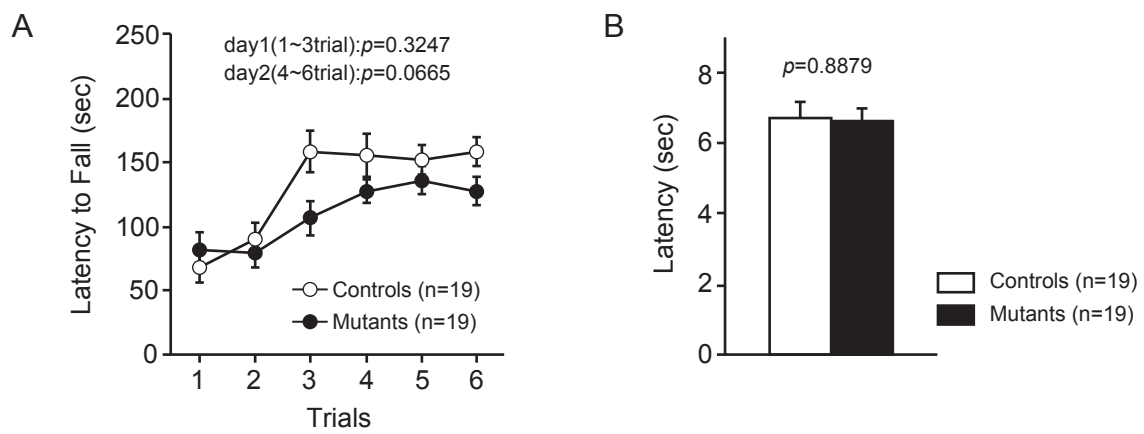 A
Latency to Fall (sec)
250
200
150
100
50
0
day1(1~3trial):p=0.3247
day2(4~6trial):p=0.0665
Controls (n=19)
Mutants (n=19)
1 2 3 4 5 6
Trials
B
Latency (sec)
8
6
4
2
0
p=0.8879
Controls (n=19)
Mutants (n=19)